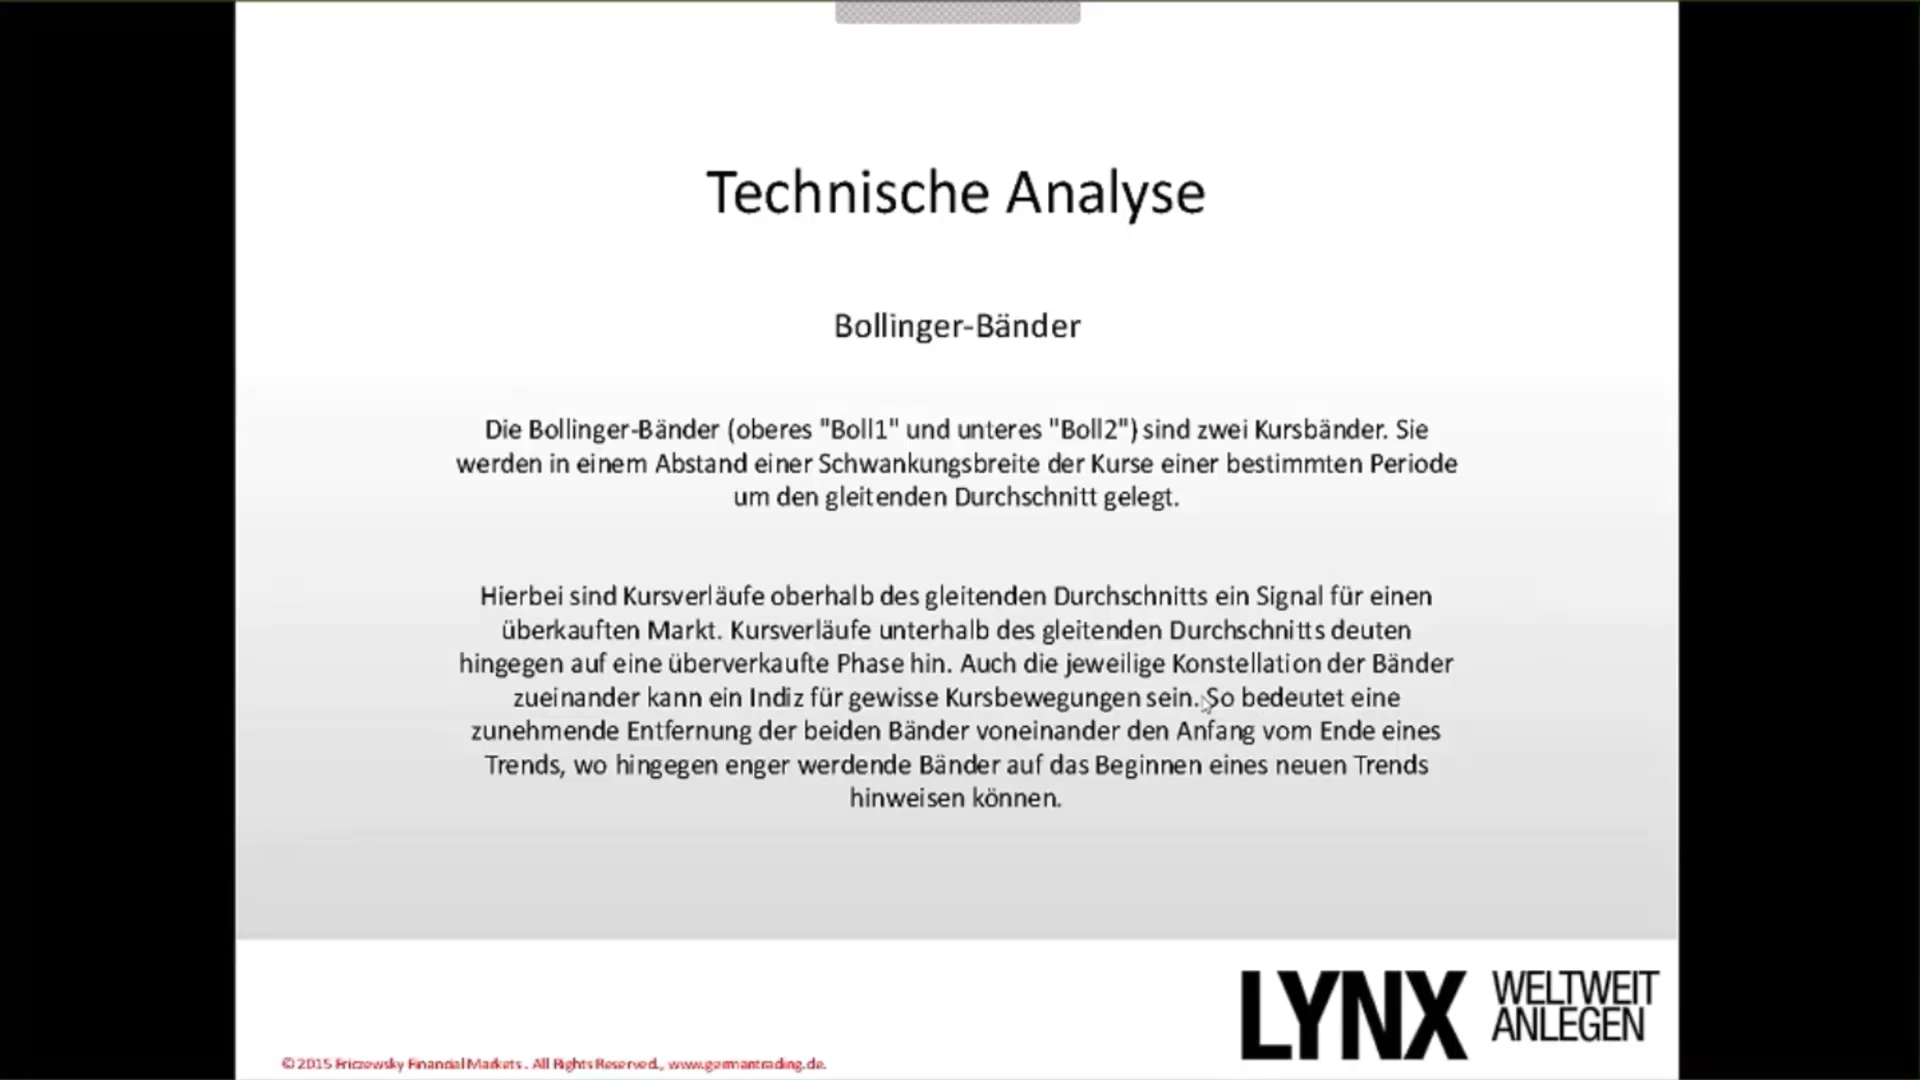 Technische Analyse
Bollinger-Bänder
Die Bollinger-Bänder (oberes "Boll1" und unteres "Boll2") sind zwei Kursbänder. Sie
werden in einem Abstand einer Schwankungsbreite der Kurse einer bestimmten Periode
um den gleitenden Durchschnitt gelegt.
Hierbei sind Kursverläufe oberhalb des gleitenden Durchschnitts ein Signal für einen
überkauften Markt. Kursverläufe unterhalb des gleitenden Durchschnitts deuten
hingegen auf eine überverkaufte Phase hin. Auch die jeweilige Konstellation der Bänder
zueinander kann ein Indiz für gewisse Kursbewegungen sein. So bedeutet eine
zunehmende Entfernung der beiden Bänder voneinander den Anfang vom Ende eines
Trends, wo hingegen enger werdende Bänder auf das Beginnen eines neuen Trends
hinweisen können.
LYNX WELTWEIT
ANLEGEN
© 2015 Friczewsky Financial Markets . All Rights Reserved., www.germantrading.de.